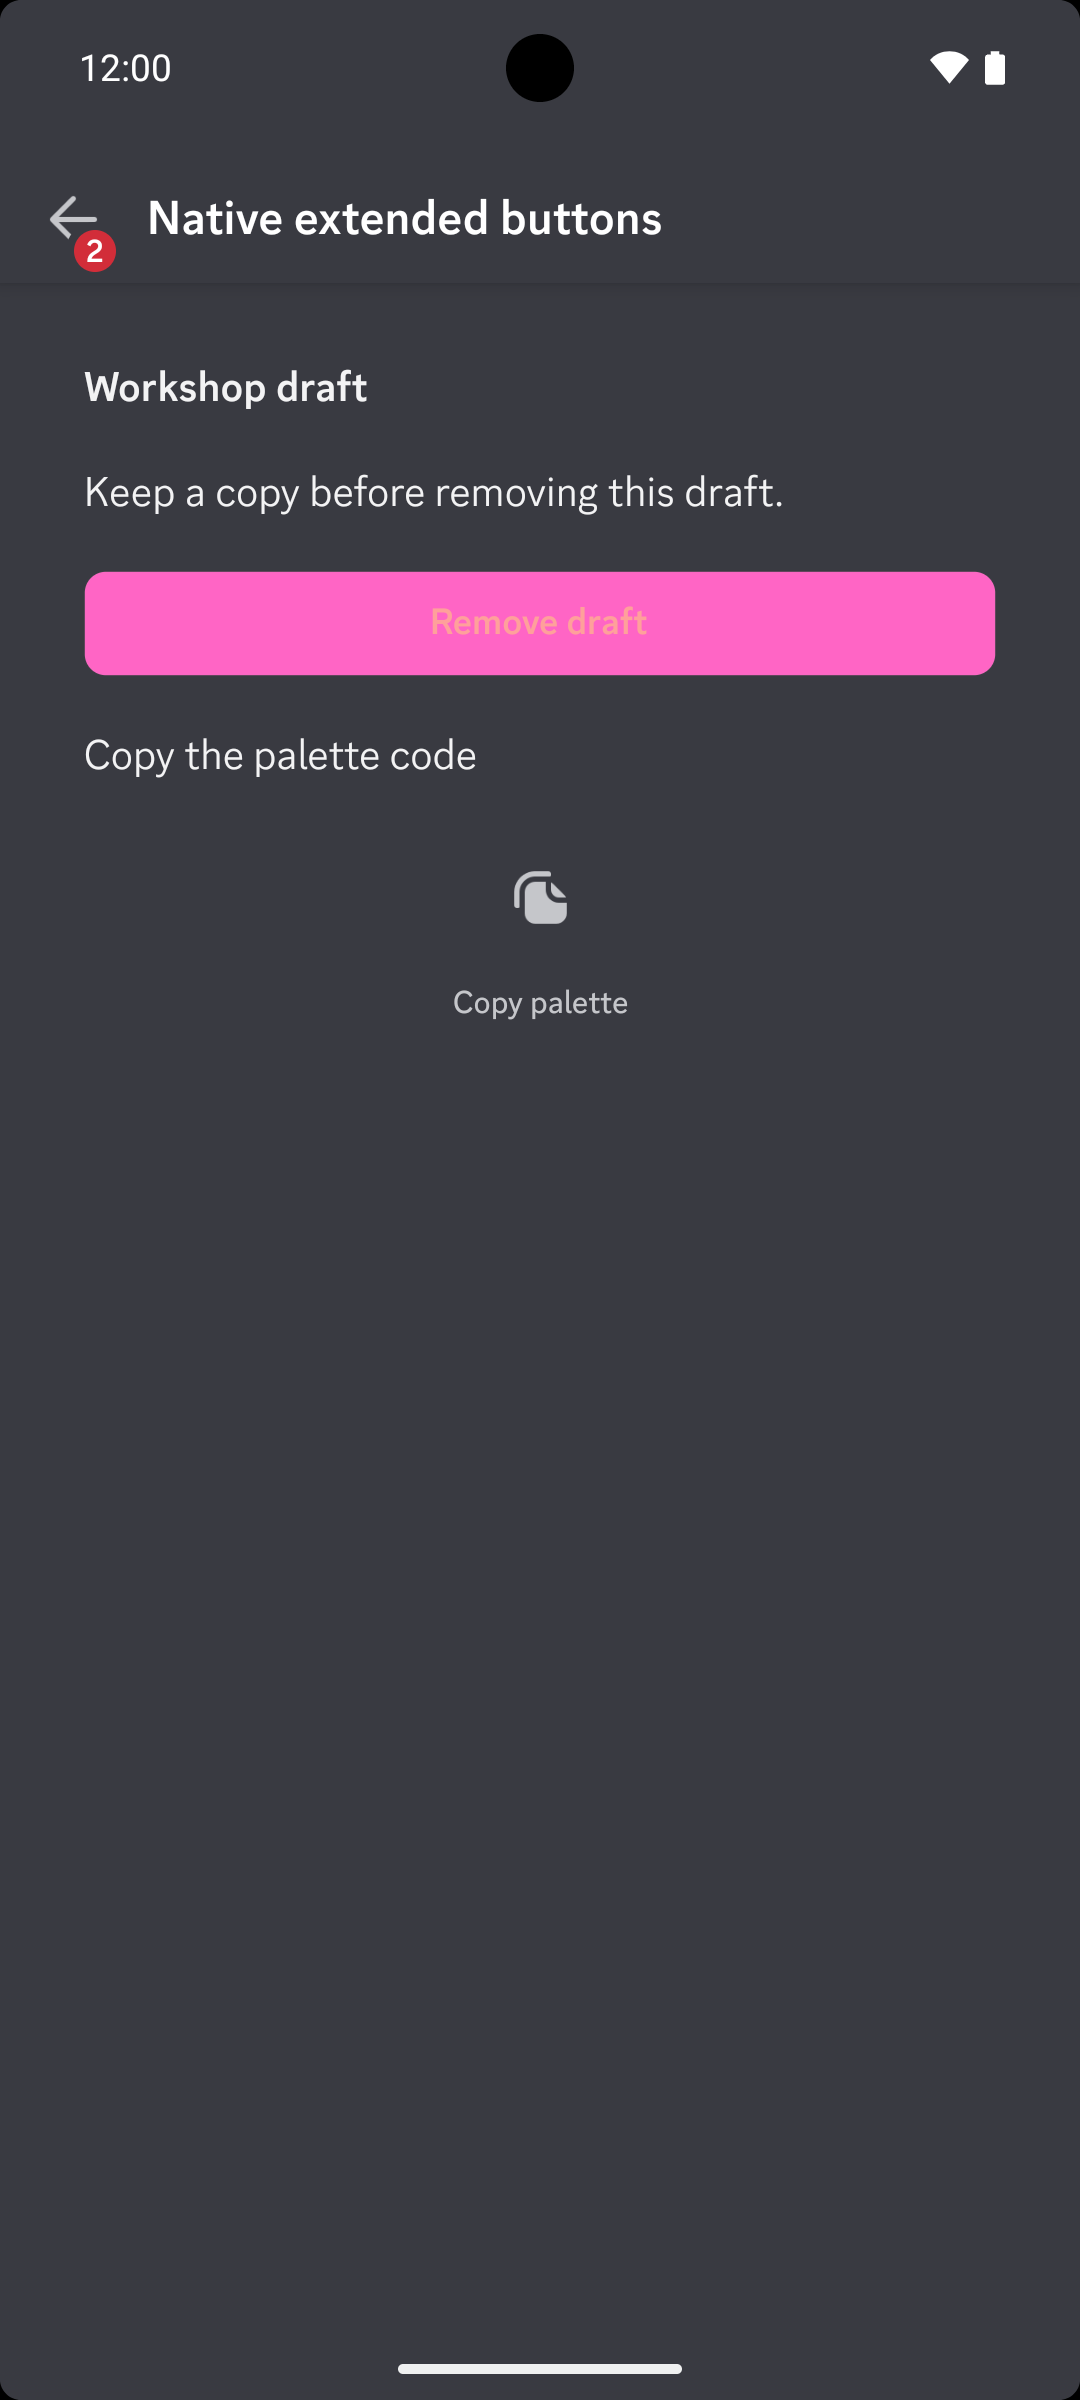 12:00
Native extended buttons
2
Workshop draft
Keep a copy before removing this draft.
Remove draft
Copy the palette code
Copy palette